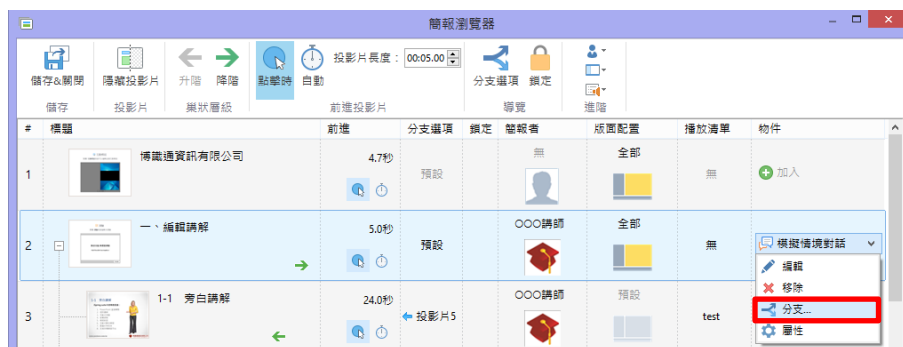 簡報瀏覽器
儲存&關閉 隱藏投影片 升階 降階 點擊時 自動 投影片長度： 00:05.00 分支選項 鎖定
儲存 投影片 巢狀層級 前進投影片 導覽 進階
# 標題 前進 分支選項 鎖定 簡報者 版面配置 播放清單 物件
1 博識通資訊有限公司 4.7秒 預設 無 全部 無 加入
2 一、編輯講解 5.0秒 預設 OOO講師 全部 無 模擬情境對話
編輯
移除
分支...
屬性
3 1-1 旁白講解 24.0秒 投影片5 OOO講師 預設 test